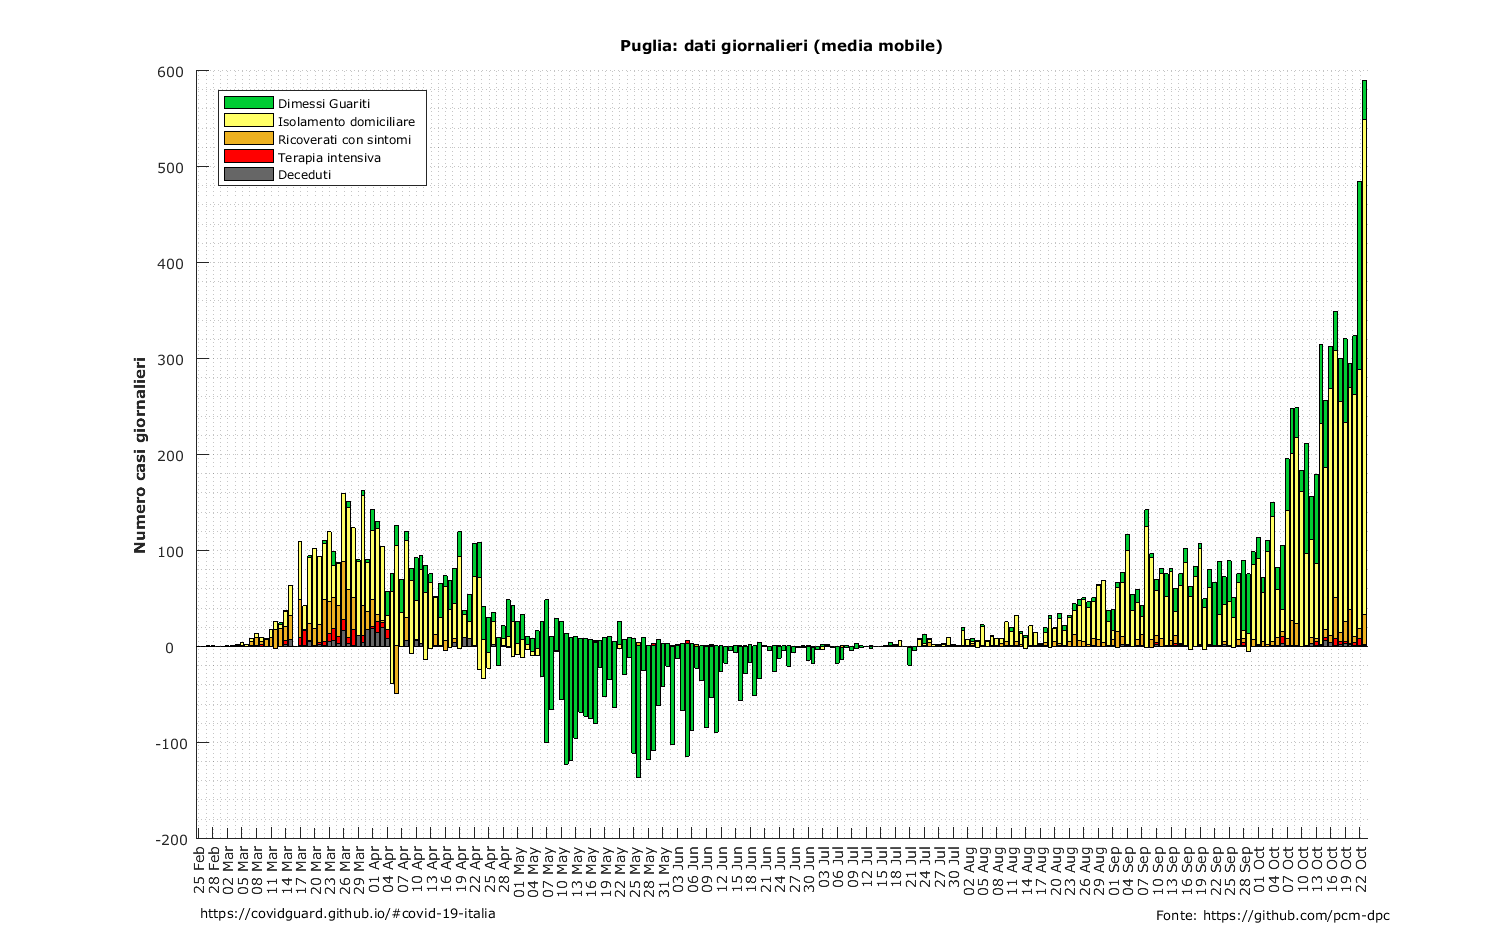 Puglia: dati giornalieri (media mobile)
600
500
400
300
200
100
0
-100
-200
Numero casi giornalieri
Dimessi Guariti
Isolamento domiciliare
Ricoverati con sintomi
Terapia intensiva
Deceduti
25 Feb
28 Feb
02 Mar
05 Mar
08 Mar
11 Mar
14 Mar
17 Mar
20 Mar
23 Mar
26 Mar
29 Mar
01 Apr
04 Apr
07 Apr
10 Apr
13 Apr
16 Apr
19 Apr
22 Apr
25 Apr
28 Apr
01 May
04 May
07 May
10 May
13 May
16 May
19 May
22 May
25 May
28 May
31 May
03 Jun
06 Jun
09 Jun
12 Jun
15 Jun
18 Jun
21 Jun
24 Jun
27 Jun
30 Jun
03 Jul
06 Jul
09 Jul
12 Jul
15 Jul
18 Jul
21 Jul
24 Jul
27 Jul
30 Jul
02 Aug
05 Aug
08 Aug
11 Aug
14 Aug
17 Aug
20 Aug
23 Aug
26 Aug
29 Aug
01 Sep
04 Sep
07 Sep
10 Sep
13 Sep
16 Sep
19 Sep
22 Sep
25 Sep
28 Sep
01 Oct
04 Oct
07 Oct
10 Oct
13 Oct
16 Oct
19 Oct
22 Oct
https://covidguard.github.io/#covid-19-italia
Fonte: https://github.com/pcm-dpc